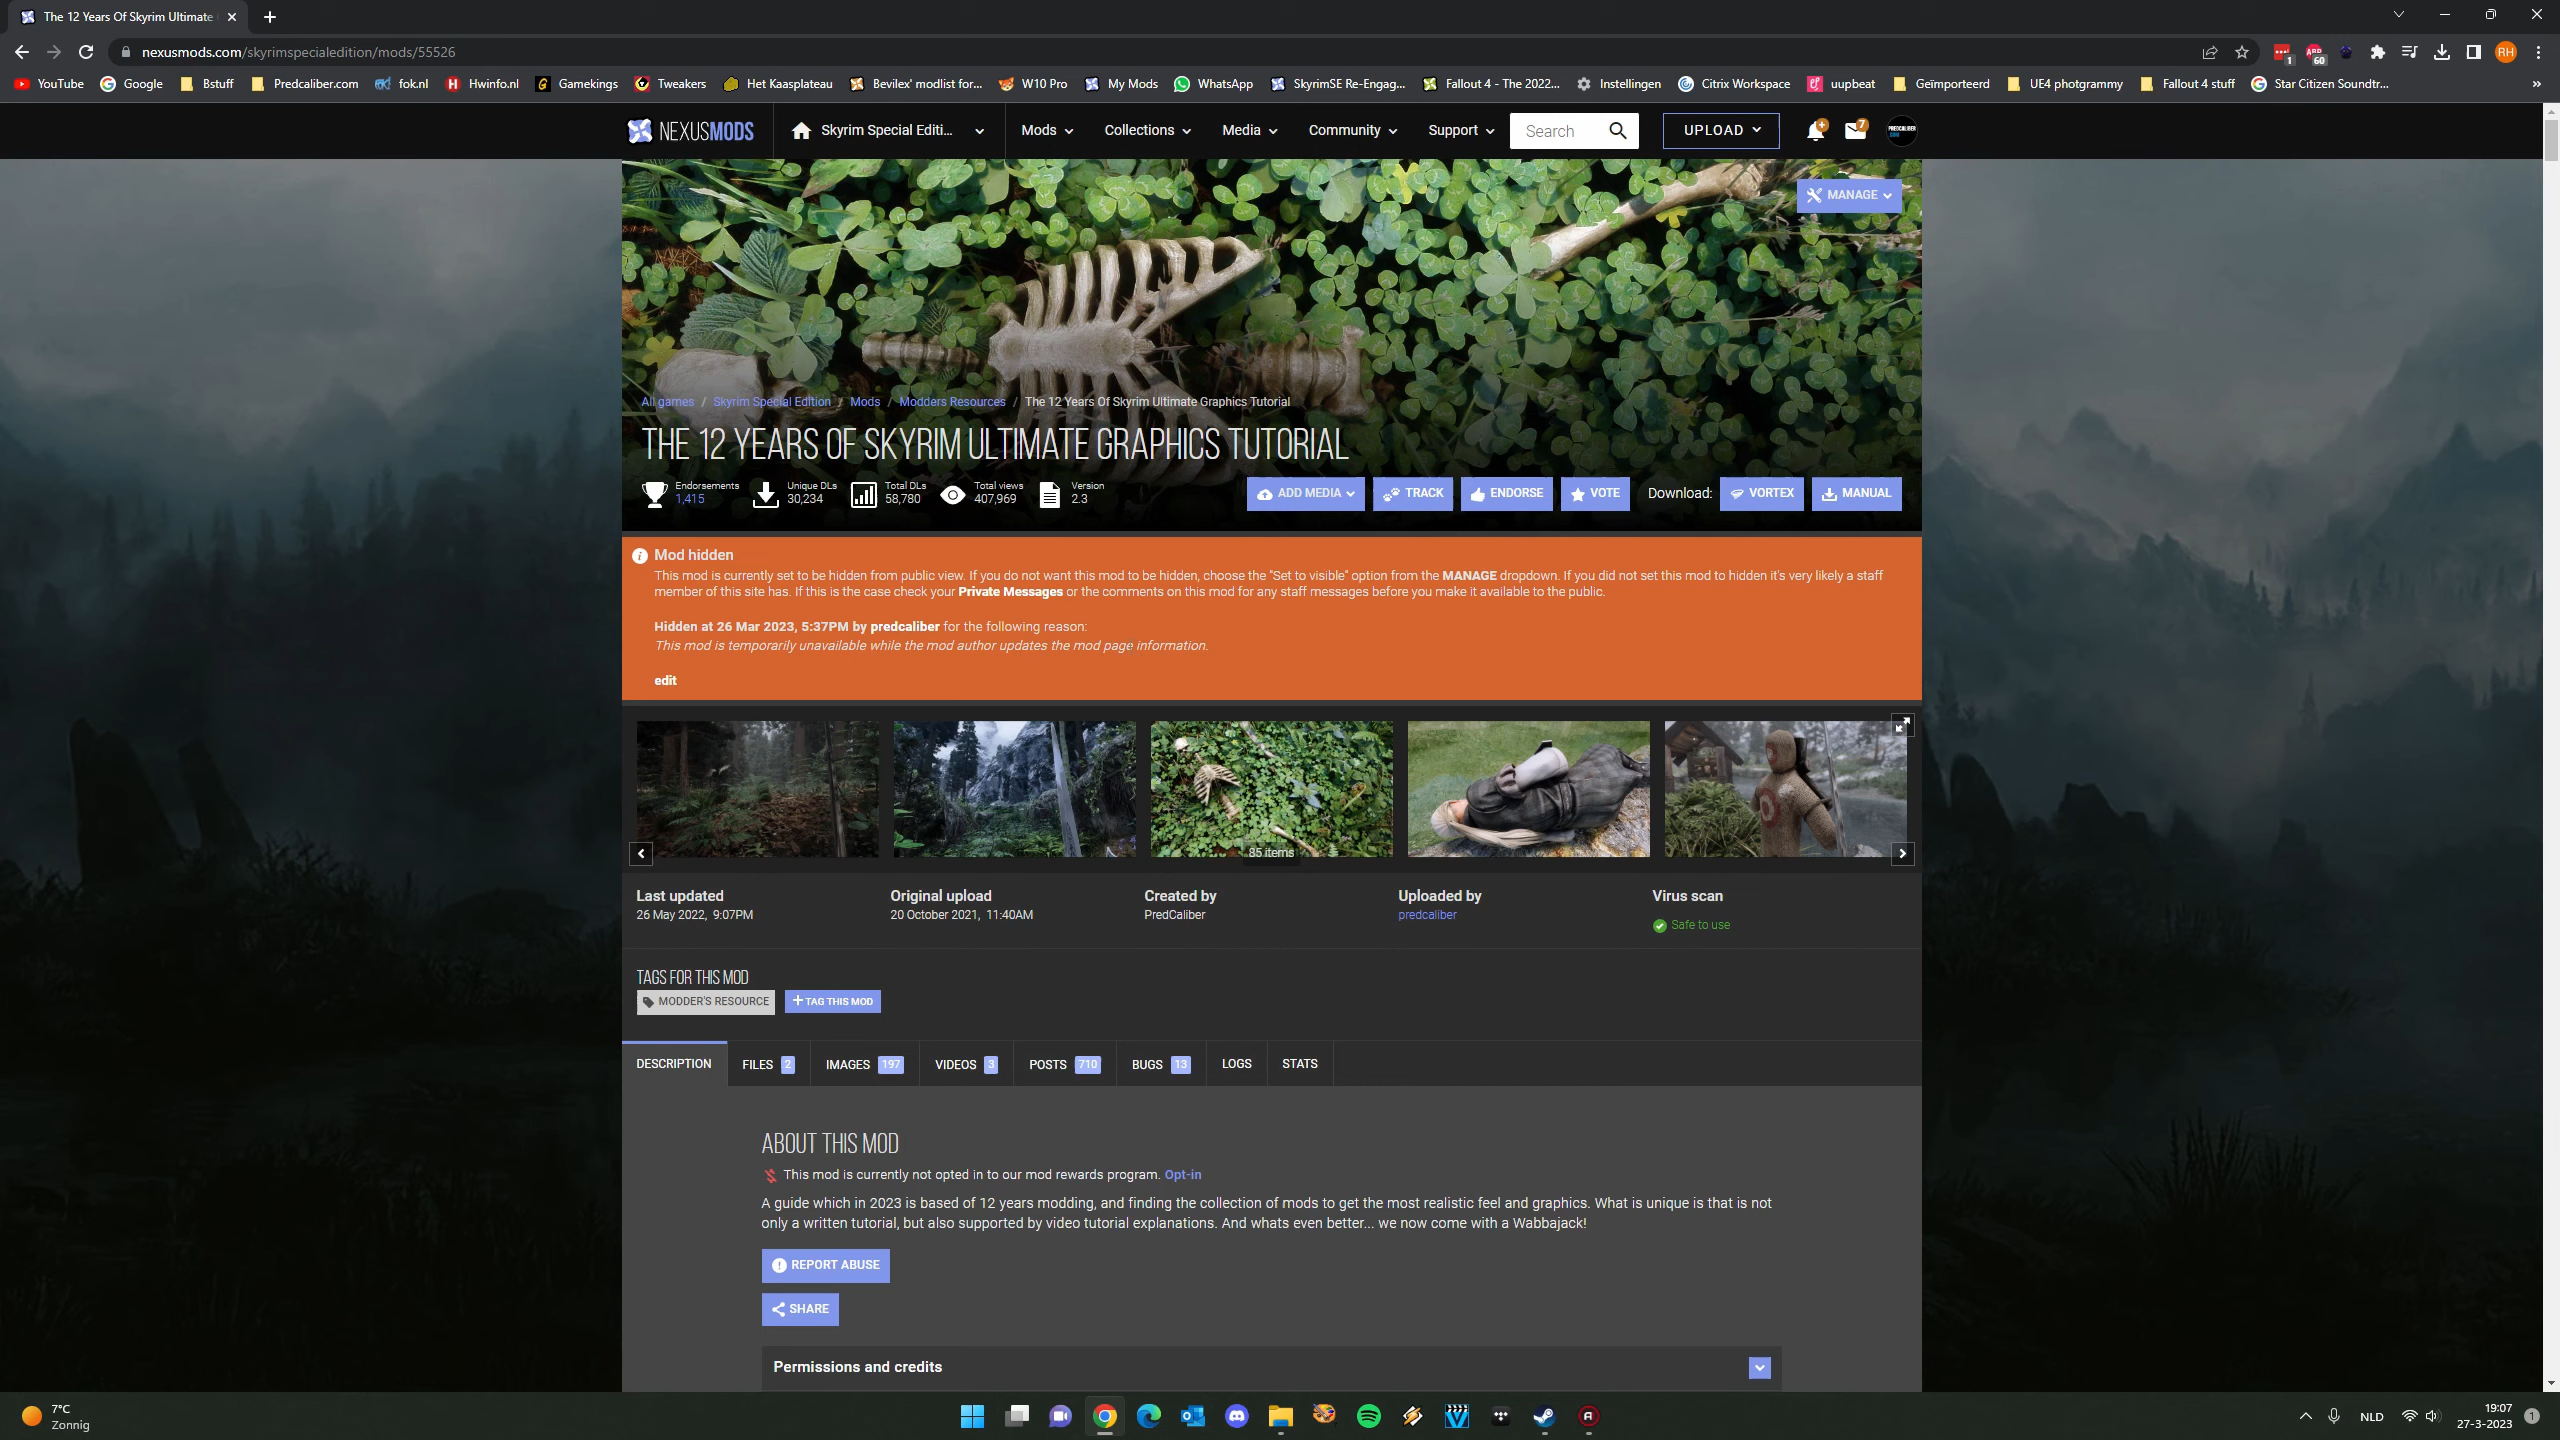 The 12 Years Of Skyrim Ultimate
nexusmods.com/skyrimspecialedition/mods/55526
1
60
RH
YouTube Google Bstuff Predcaliber.com fok.nl Hwinfo.nl Gamekings Tweakers Het Kaasplateau Bevilex' modlist for... W10 Pro My Mods WhatsApp SkyrimSE Re-Engag... Fallout 4 - The 2022... Instellingen Citrix Workspace uupbeat Geïmporteerd UE4 photgrammy Fallout 4 stuff Star Citizen Soundtr... »
NEXUSMODS Skyrim Special Editi... Mods Collections Media Community Support Search UPLOAD 7
MANAGE
All games / Skyrim Special Edition / Mods / Modders Resources / The 12 Years Of Skyrim Ultimate Graphics Tutorial
THE 12 YEARS OF SKYRIM ULTIMATE GRAPHICS TUTORIAL
Endorsements Unique DLs Total DLs Total views Version
1,415 30,234 58,780 407,969 2.3
ADD MEDIA TRACK ENDORSE VOTE Download: VORTEX MANUAL
Mod hidden
This mod is currently set to be hidden from public view. If you do not want this mod to be hidden, choose the "Set to visible" option from the MANAGE dropdown. If you did not set this mod to hidden it's very likely a staff
member of this site has. If this is the case check your Private Messages or the comments on this mod for any staff messages before you make it available to the public.
Hidden at 26 Mar 2023, 5:37PM by predcaliber for the following reason:
This mod is temporarily unavailable while the mod author updates the mod page information.
edit
85 items
Last updated Original upload Created by Uploaded by Virus scan
26 May 2022, 9:07PM 20 October 2021, 11:40AM PredCaliber predcaliber Safe to use
TAGS FOR THIS MOD
MODDER'S RESOURCE TAG THIS MOD
DESCRIPTION FILES 2 IMAGES 197 VIDEOS 3 POSTS 710 BUGS 13 LOGS STATS
ABOUT THIS MOD
This mod is currently not opted in to our mod rewards program. Opt-in
A guide which in 2023 is based of 12 years modding, and finding the collection of mods to get the most realistic feel and graphics. What is unique is that is not
only a written tutorial, but also supported by video tutorial explanations. And whats even better... we now come with a Wabbajack!
REPORT ABUSE
SHARE
Permissions and credits
7°C
Zonnig
NLD
19:07
27-3-2023
1